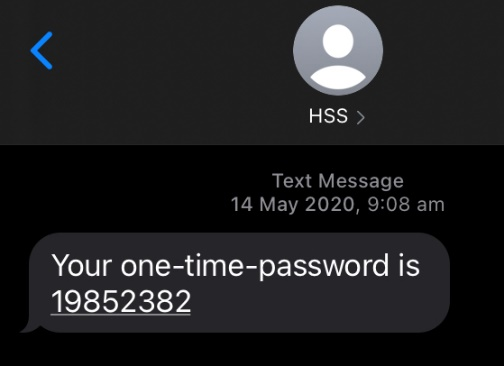 HSS
Text Message
14 May 2020, 9:08 am
Your one-time-password is
19852382